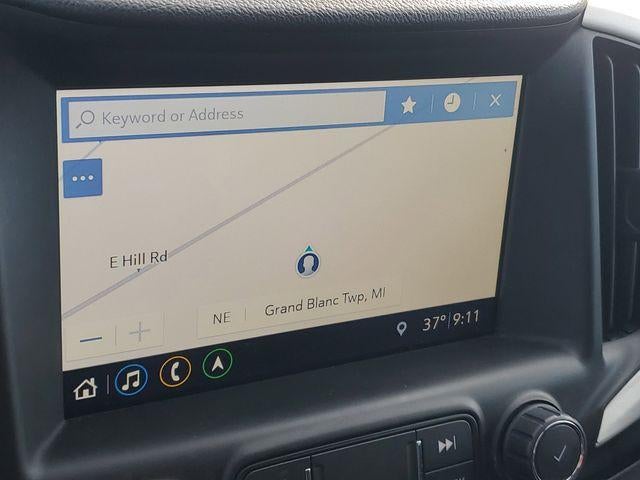 Keyword or Address
E Hill Rd
NE Grand Blanc Twp, MI
37° 9:11